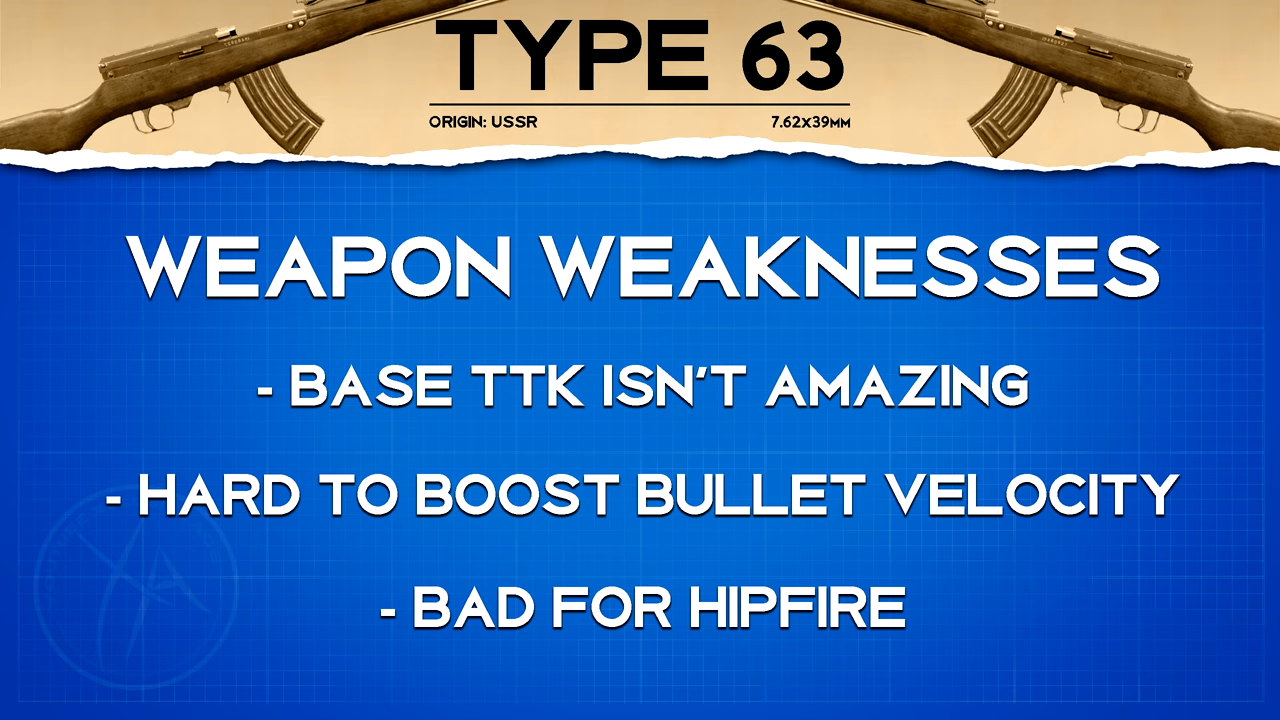 TYPE 63
ORIGIN: USSR 7.62x39MM
WEAPON WEAKNESSES
- BASE TTK ISN'T AMAZING
- HARD TO BOOST BULLET VELOCITY
- BAD FOR HIPFIRE